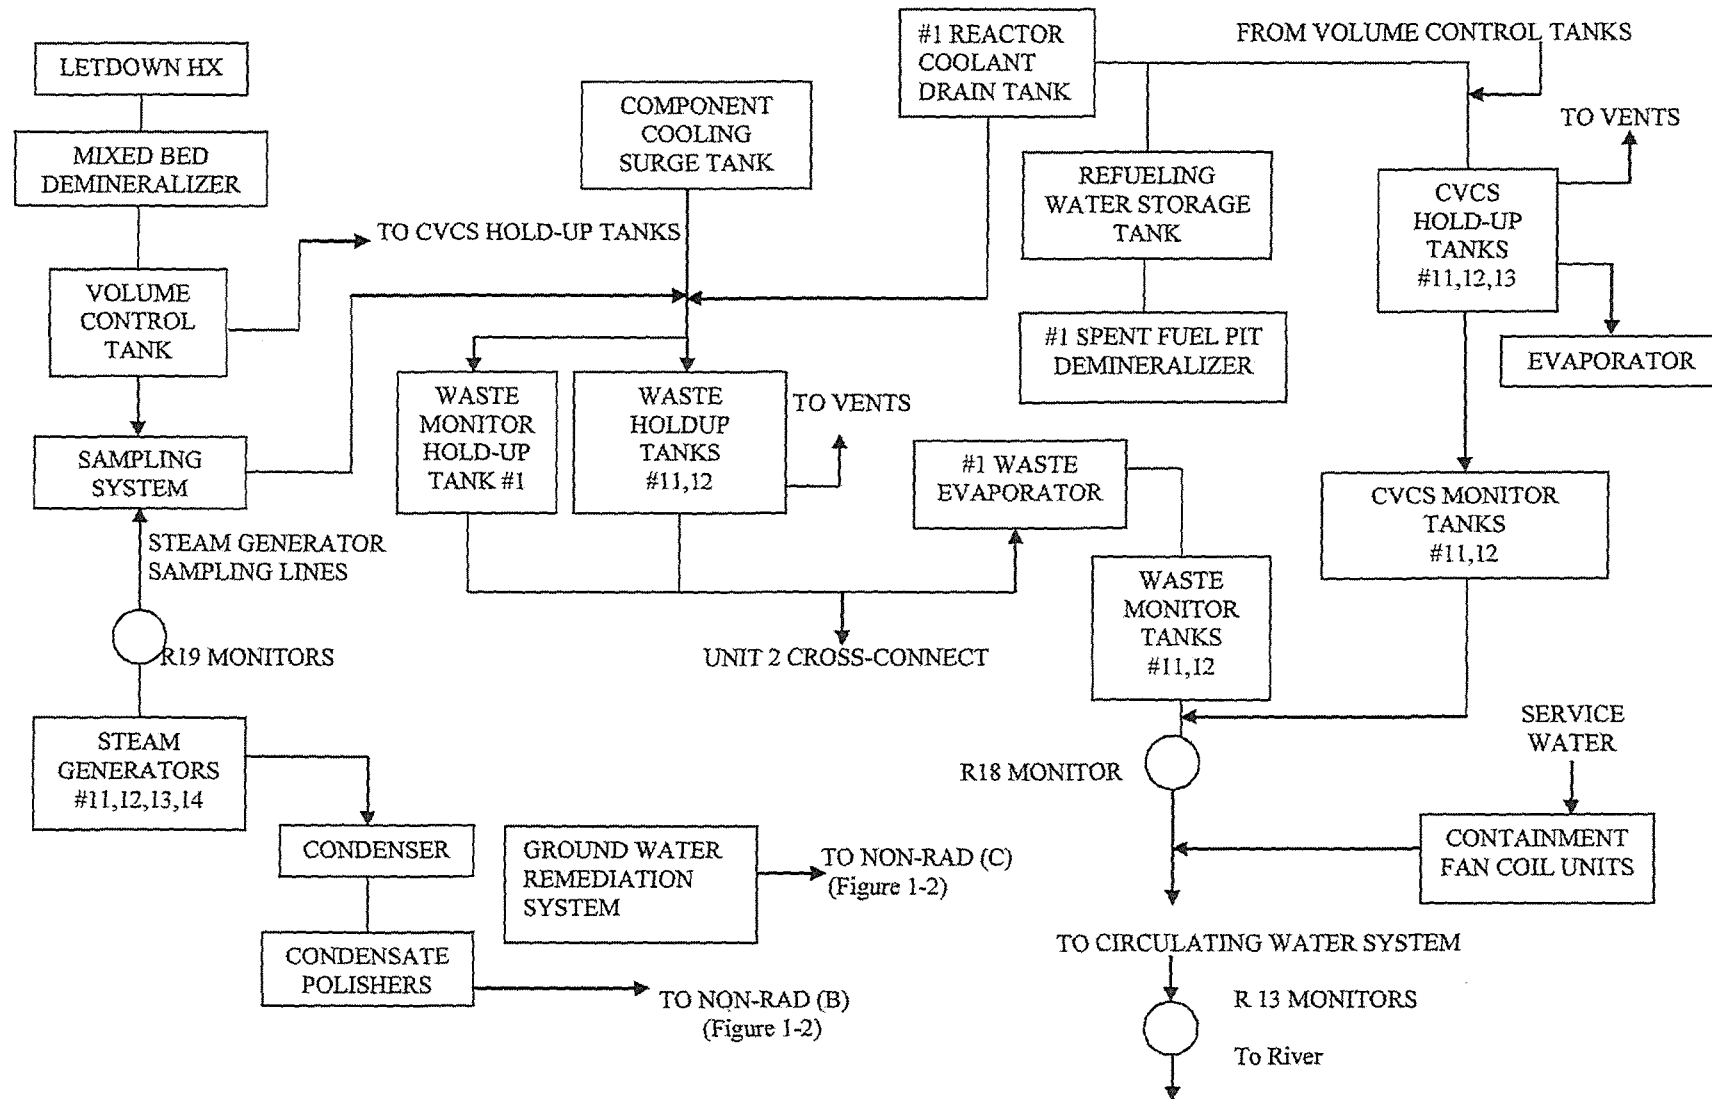 LETDOWN HX
MIXED BED
DEMINERALIZER
VOLUME
CONTROL
TANK
TO CVCS HOLD-UP TANKS
SAMPLING
SYSTEM
STEAM GENERATOR
SAMPLING LINES
R19 MONITORS
STEAM
GENERATORS
#11,12,13,14
CONDENSER
CONDENSATE
POLISHERS
TO NON-RAD (B)
(Figure 1-2)
COMPONENT
COOLING
SURGE TANK
WASTE
MONITOR
HOLD-UP
TANK #1
WASTE
HOLDUP
TANKS
#11,12
TO VENTS
UNIT 2 CROSS-CONNECT
GROUND WATER
REMEDIATION
SYSTEM
TO NON-RAD (C)
(Figure 1-2)
#1 REACTOR
COOLANT
DRAIN TANK
REFUELING
WATER STORAGE
TANK
#1 SPENT FUEL PIT
DEMINERALIZER
#1 WASTE
EVAPORATOR
WASTE
MONITOR
TANKS
#11,12
R18 MONITOR
FROM VOLUME CONTROL TANKS
TO VENTS
CVCS
HOLD-UP
TANKS
#11,12,13
EVAPORATOR
CVCS MONITOR
TANKS
#11,12
SERVICE
WATER
CONTAINMENT
FAN COIL UNITS
TO CIRCULATING WATER SYSTEM
R 13 MONITORS
To River